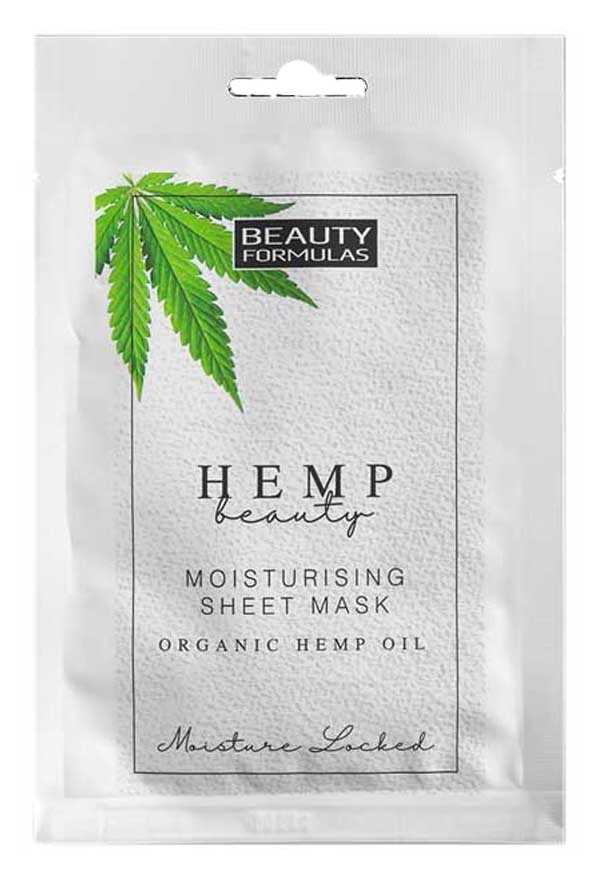 BEAUTY
FORMULAS
HEMP
beauty
MOISTURISING
SHEET MASK
ORGANIC HEMP OIL
Moisture Locked